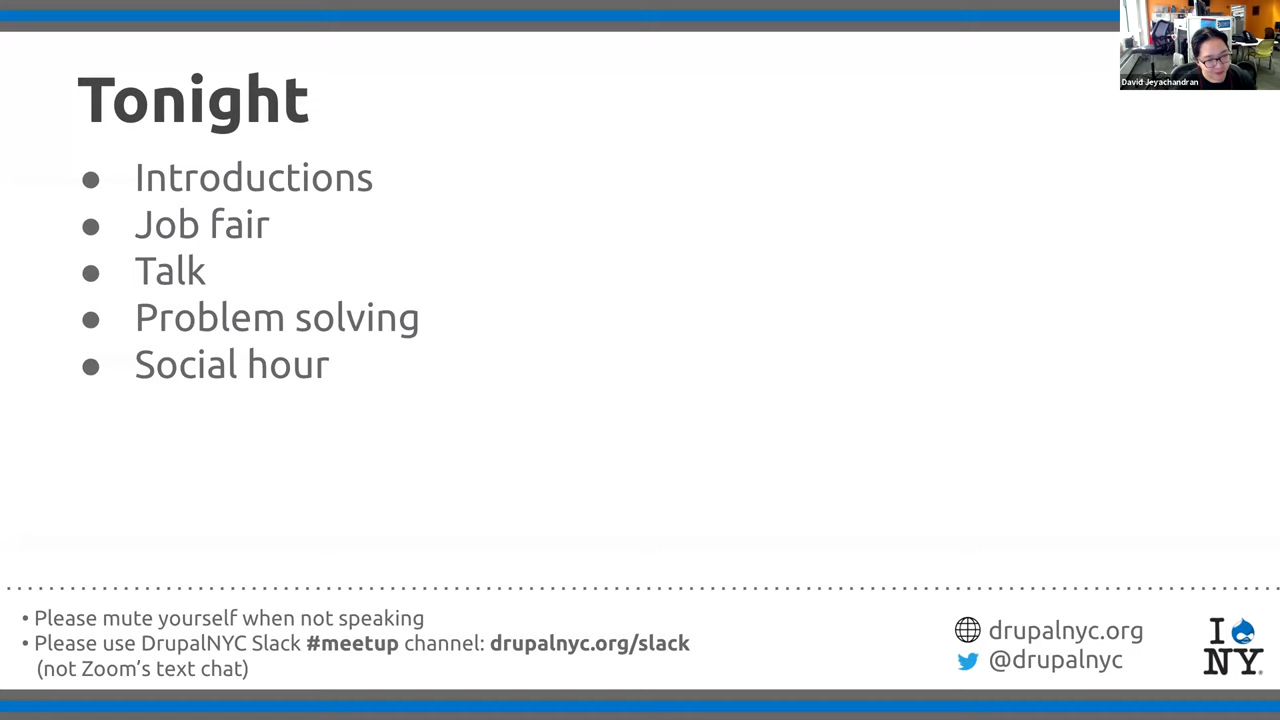 Tonight
● Introductions
● Job fair
● Talk
● Problem solving
● Social hour
David Jeyachandran
• Please mute yourself when not speaking
• Please use DrupalNYC Slack #meetup channel: drupalnyc.org/slack
(not Zoom's text chat)
drupalnyc.org
@drupalnyc
I
NY